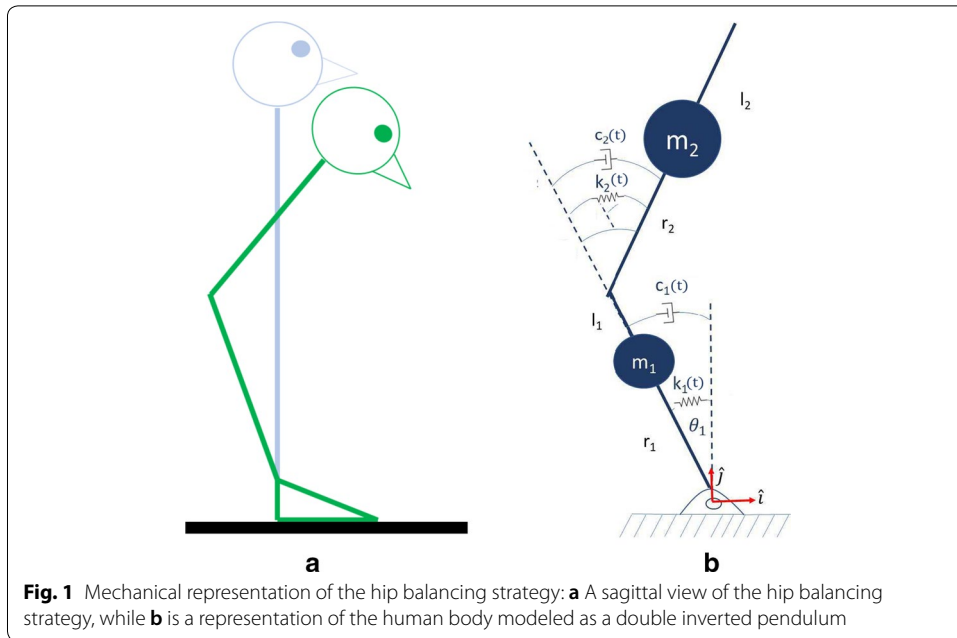 l₂
c₂(t)
m₂
k₂(t)
r₂
c₁(t)
l₁
m₁
k₁(t)
θ₁
r₁
ĵ
î
a
b
Fig. 1 Mechanical representation of the hip balancing strategy: a A sagittal view of the hip balancing
strategy, while b is a representation of the human body modeled as a double inverted pendulum